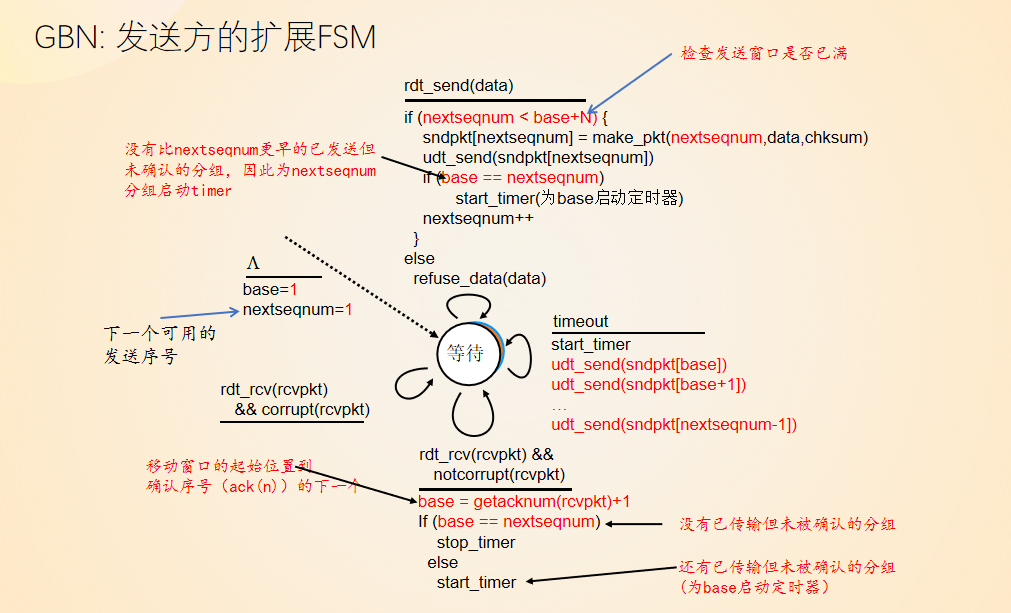 GBN: 发送方的扩展FSM
检查发送窗口是否已满
rdt_send(data)
if (nextseqnum < base+N) {
sndpkt[nextseqnum] = make_pkt(nextseqnum,data,chksum)
udt_send(sndpkt[nextseqnum])
if (base == nextseqnum)
start_timer(为base启动定时器)
nextseqnum++
}
else
refuse_data(data)
没有比nextseqnum更早的已发送但
未确认的分组，因此为nextseqnum
分组启动timer
Λ
base=1
nextseqnum=1
下一个可用的
发送序号
等待
timeout
start_timer
udt_send(sndpkt[base])
udt_send(sndpkt[base+1])
…
udt_send(sndpkt[nextseqnum-1])
rdt_rcv(rcvpkt)
&& corrupt(rcvpkt)
rdt_rcv(rcvpkt) &&
notcorrupt(rcvpkt)
移动窗口的起始位置到
确认序号（ack(n)）的下一个
base = getacknum(rcvpkt)+1
If (base == nextseqnum)
stop_timer
else
start_timer
没有已传输但未被确认的分组
还有已传输但未被确认的分组
(为base启动定时器)